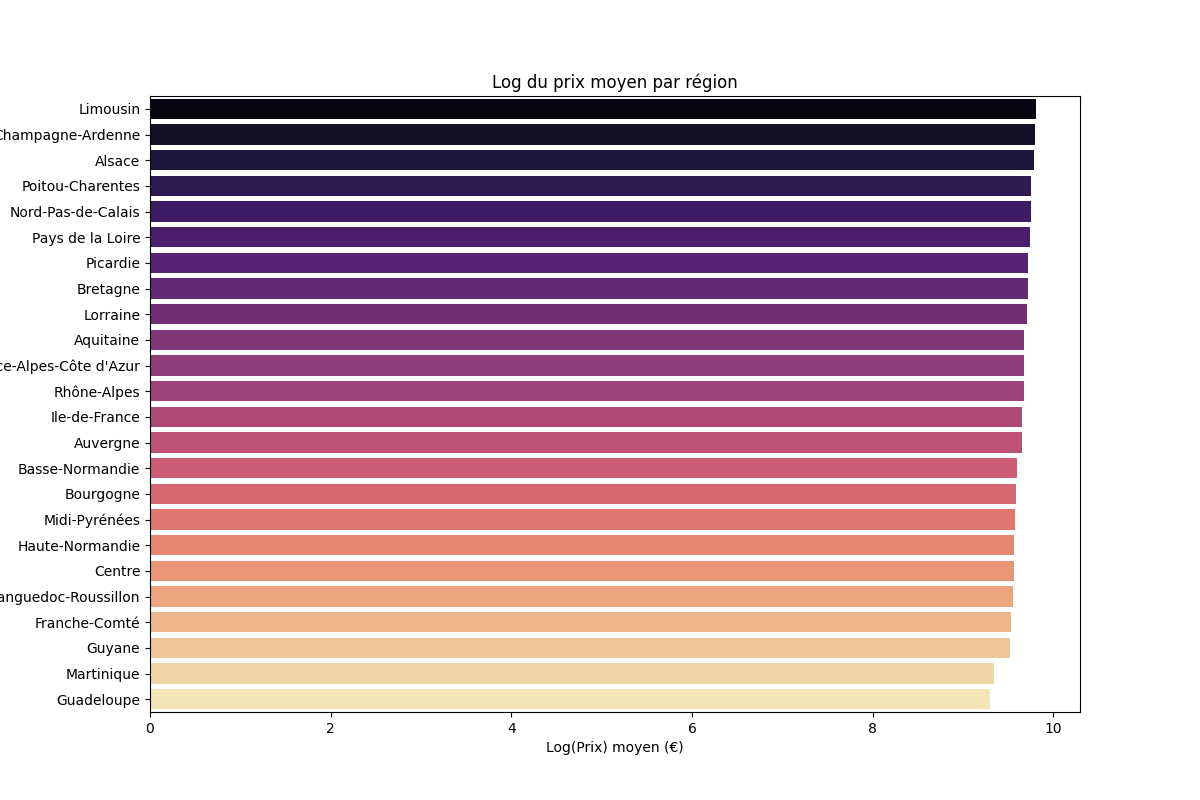 Log du prix moyen par région
Limousin
Champagne-Ardenne
Alsace
Poitou-Charentes
Nord-Pas-de-Calais
Pays de la Loire
Picardie
Bretagne
Lorraine
Aquitaine
ce-Alpes-Côte d'Azur
Rhône-Alpes
Ile-de-France
Auvergne
Basse-Normandie
Bourgogne
Midi-Pyrénées
Haute-Normandie
Centre
anguedoc-Roussillon
Franche-Comté
Guyane
Martinique
Guadeloupe
0 2 4 6 8 10
Log(Prix) moyen (€)